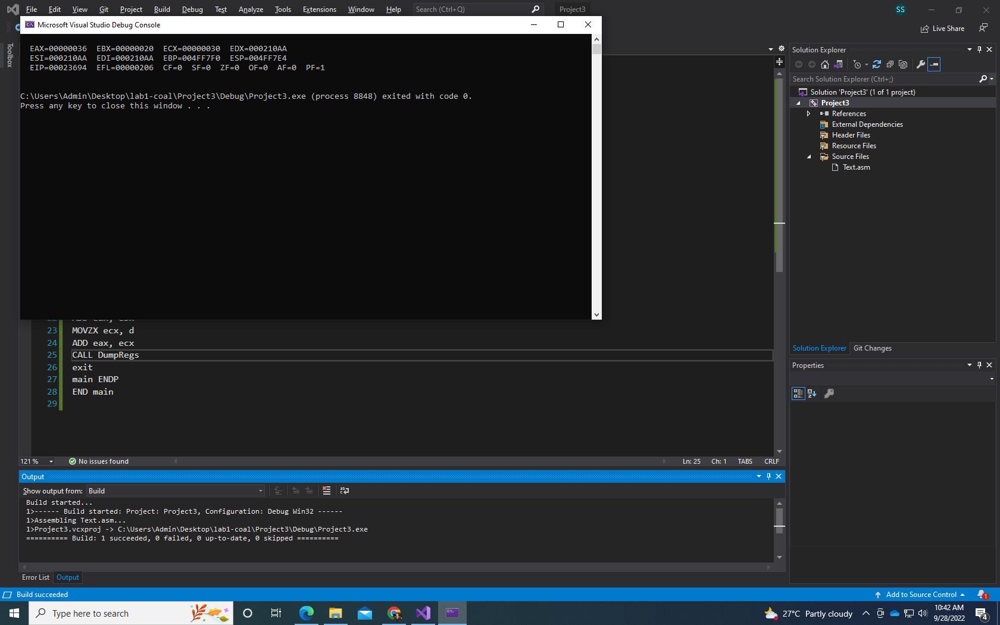 File Edit View Git Project Build Debug Test Analyze Tools Extensions Window Help Search (Ctrl+Q) Project3 SS
Microsoft Visual Studio Debug Console
Live Share
Toolbox
EAX=00000036 EBX=00000020 ECX=00000030 EDX=000210AA
ESI=000210AA EDI=000210AA EBP=004FF7F0 ESP=004FF7E4
EIP=00023694 EFL=00000206 CF=0 SF=0 ZF=0 OF=0 AF=0 PF=1
C:\Users\Admin\Desktop\lab1-coal\Project3\Debug\Project3.exe (process 8848) exited with code 0.
Press any key to close this window . . .
23 MOVZX ecx, d
24 ADD eax, ecx
25 CALL DumpRegs
26 exit
27 main ENDP
28 END main
29
121 % No issues found Ln: 25 Ch: 1 TABS CRLF
Solution Explorer
Search Solution Explorer (Ctrl+;)
Solution 'Project3' (1 of 1 project)
Project3
References
External Dependencies
Header Files
Resource Files
Source Files
Text.asm
Solution Explorer Git Changes
Properties
Output
Show output from: Build
Build started...
1>------ Build started: Project: Project3, Configuration: Debug Win32 ------
1>Assembling Text.asm...
1>Project3.vcxproj -> C:\Users\Admin\Desktop\lab1-coal\Project3\Debug\Project3.exe
========== Build: 1 succeeded, 0 failed, 0 up-to-date, 0 skipped ==========
Error List Output
Build succeeded Add to Source Control 1
Type here to search 27°C Partly cloudy 10:42 AM
9/28/2022 4